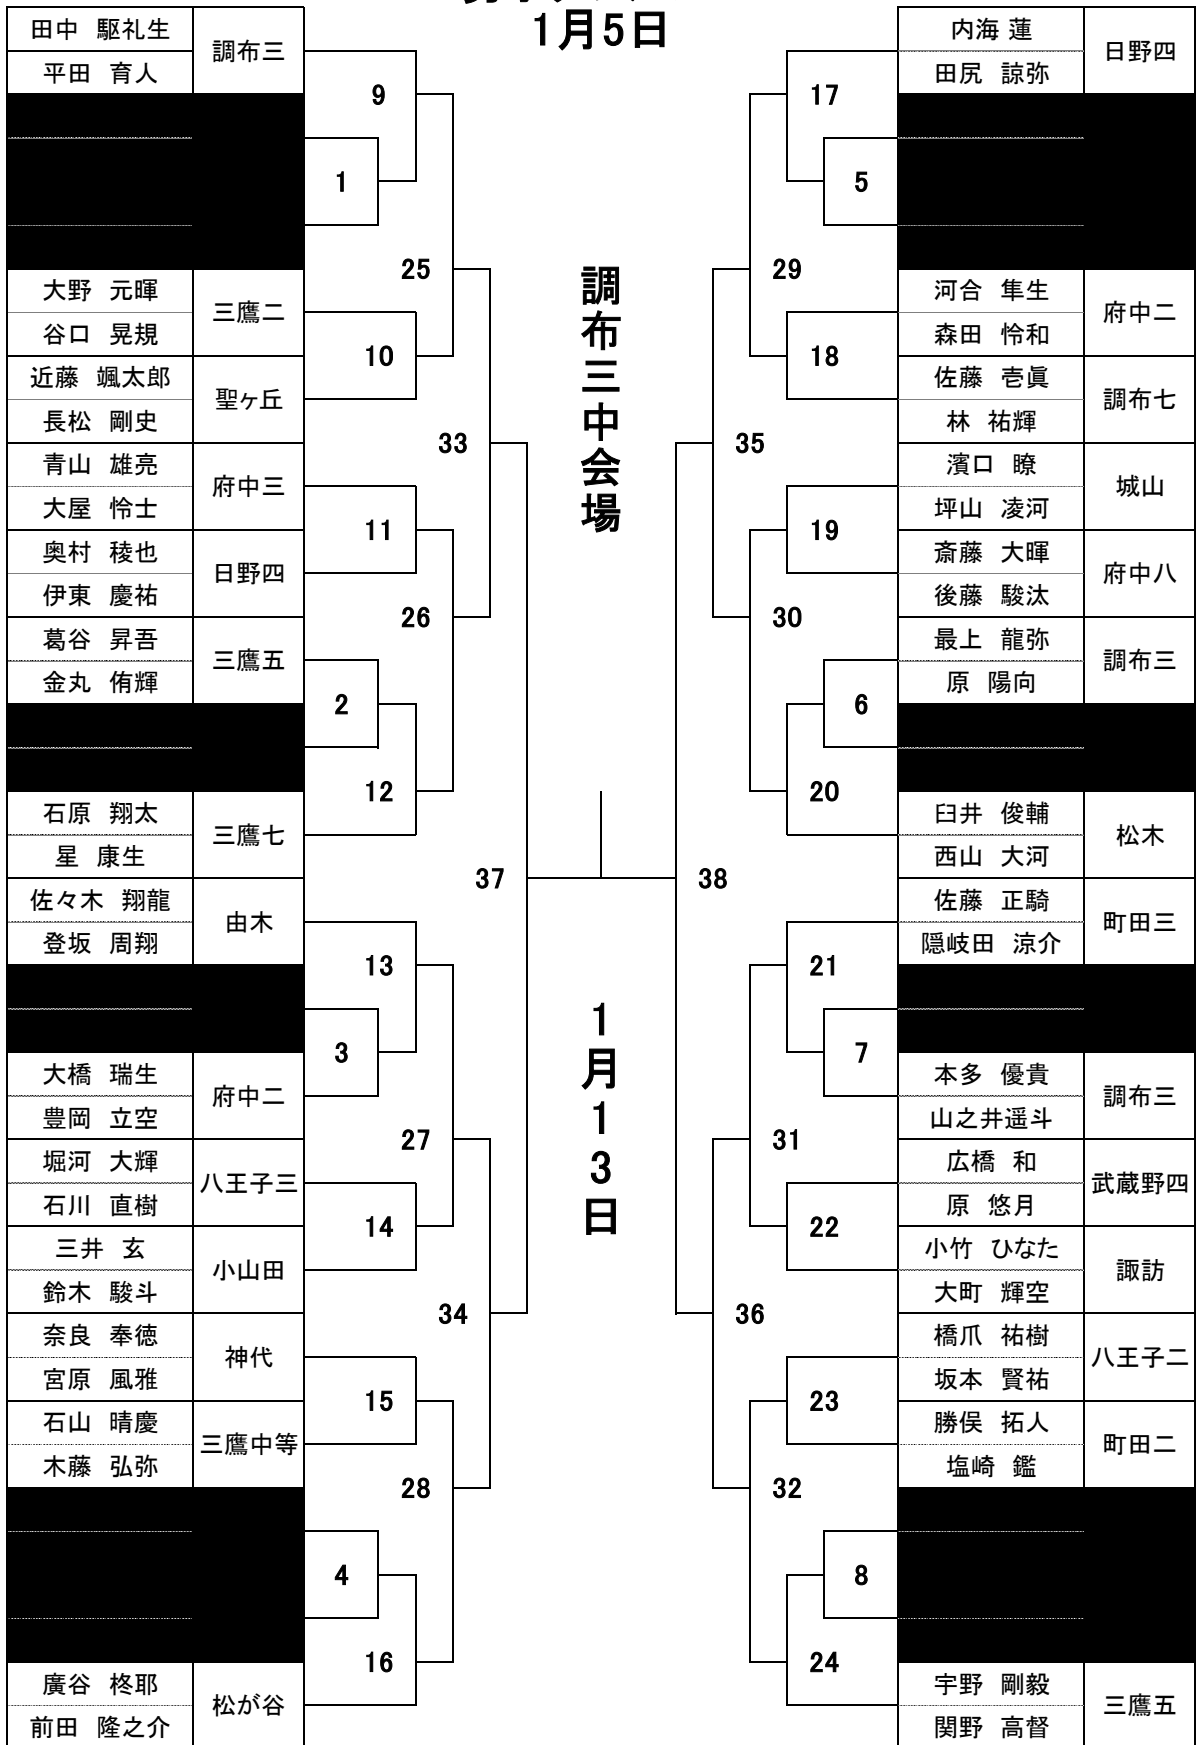 1月5日
田中 駆礼生
平田 育人
調布三
大野 元暉
谷口 晃規
三鷹二
近藤 颯太郎
長松 剛史
聖ヶ丘
青山 雄亮
大屋 怜士
府中三
奥村 稜也
伊東 慶祐
日野四
葛谷 昇吾
金丸 侑輝
三鷹五
石原 翔太
星 康生
三鷹七
佐々木 翔龍
登坂 周翔
由木
大橋 瑞生
豊岡 立空
府中二
堀河 大輝
石川 直樹
八王子三
三井 玄
鈴木 駿斗
小山田
奈良 奉徳
宮原 風雅
神代
石山 晴慶
木藤 弘弥
三鷹中等
廣谷 柊耶
前田 隆之介
松が谷
9
1
25
10
33
11
26
2
12
37
13
3
27
14
34
15
28
4
16
調布三中会場
1月13日
17
5
29
18
35
19
30
6
20
38
21
7
31
22
36
23
32
8
24
内海 蓮
田尻 諒弥
日野四
河合 隼生
森田 怜和
府中二
佐藤 壱眞
林 祐輝
調布七
濱口 瞭
坪山 凌河
城山
斎藤 大暉
後藤 駿汰
府中八
最上 龍弥
原 陽向
調布三
臼井 俊輔
西山 大河
松木
佐藤 正騎
隠岐田 涼介
町田三
本多 優貴
山之井遥斗
調布三
広橋 和
原 悠月
武蔵野四
小竹 ひなた
大町 輝空
諏訪
橋爪 祐樹
坂本 賢祐
八王子二
勝俣 拓人
塩崎 鑑
町田二
宇野 剛毅
関野 高督
三鷹五